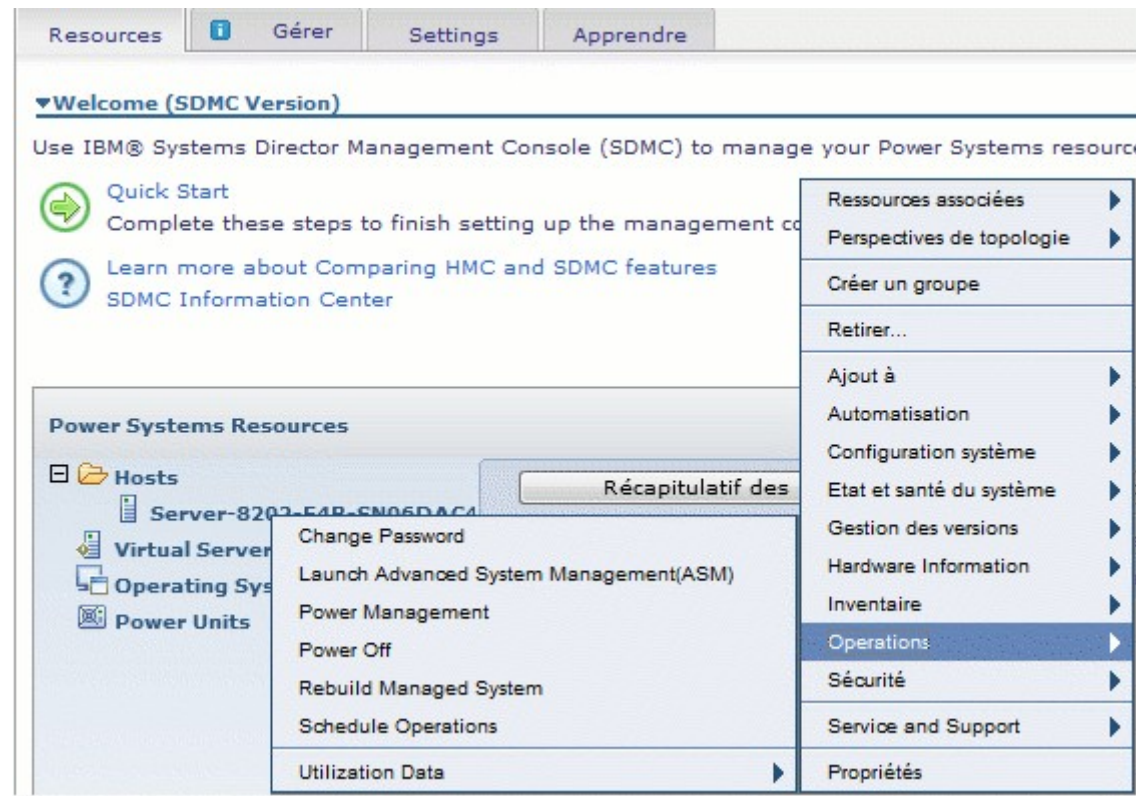 Resources Gérer Settings Apprendre
Welcome (SDMC Version)
Use IBM® Systems Director Management Console (SDMC) to manage your Power Systems
Quick Start
Complete these steps to finish setting up the management
Learn more about Comparing HMC and SDMC features
SDMC Information Center
Power Systems Resources
Hosts
Virtual Server
Operating
Power Units
Récapitulatif des
Change Password
Launch Advanced System Management(ASM)
Power Management
Power Off
Rebuild Managed System
Schedule Operations
Utilization Data
Ressources associées
Perspectives de topologie
Créer un groupe
Retirer...
Ajout à
Automatisation
Configuration système
Etat et santé du système
Gestion des versions
Hardware Information
Inventaire
Operations
Sécurité
Service and Support
Propriétés